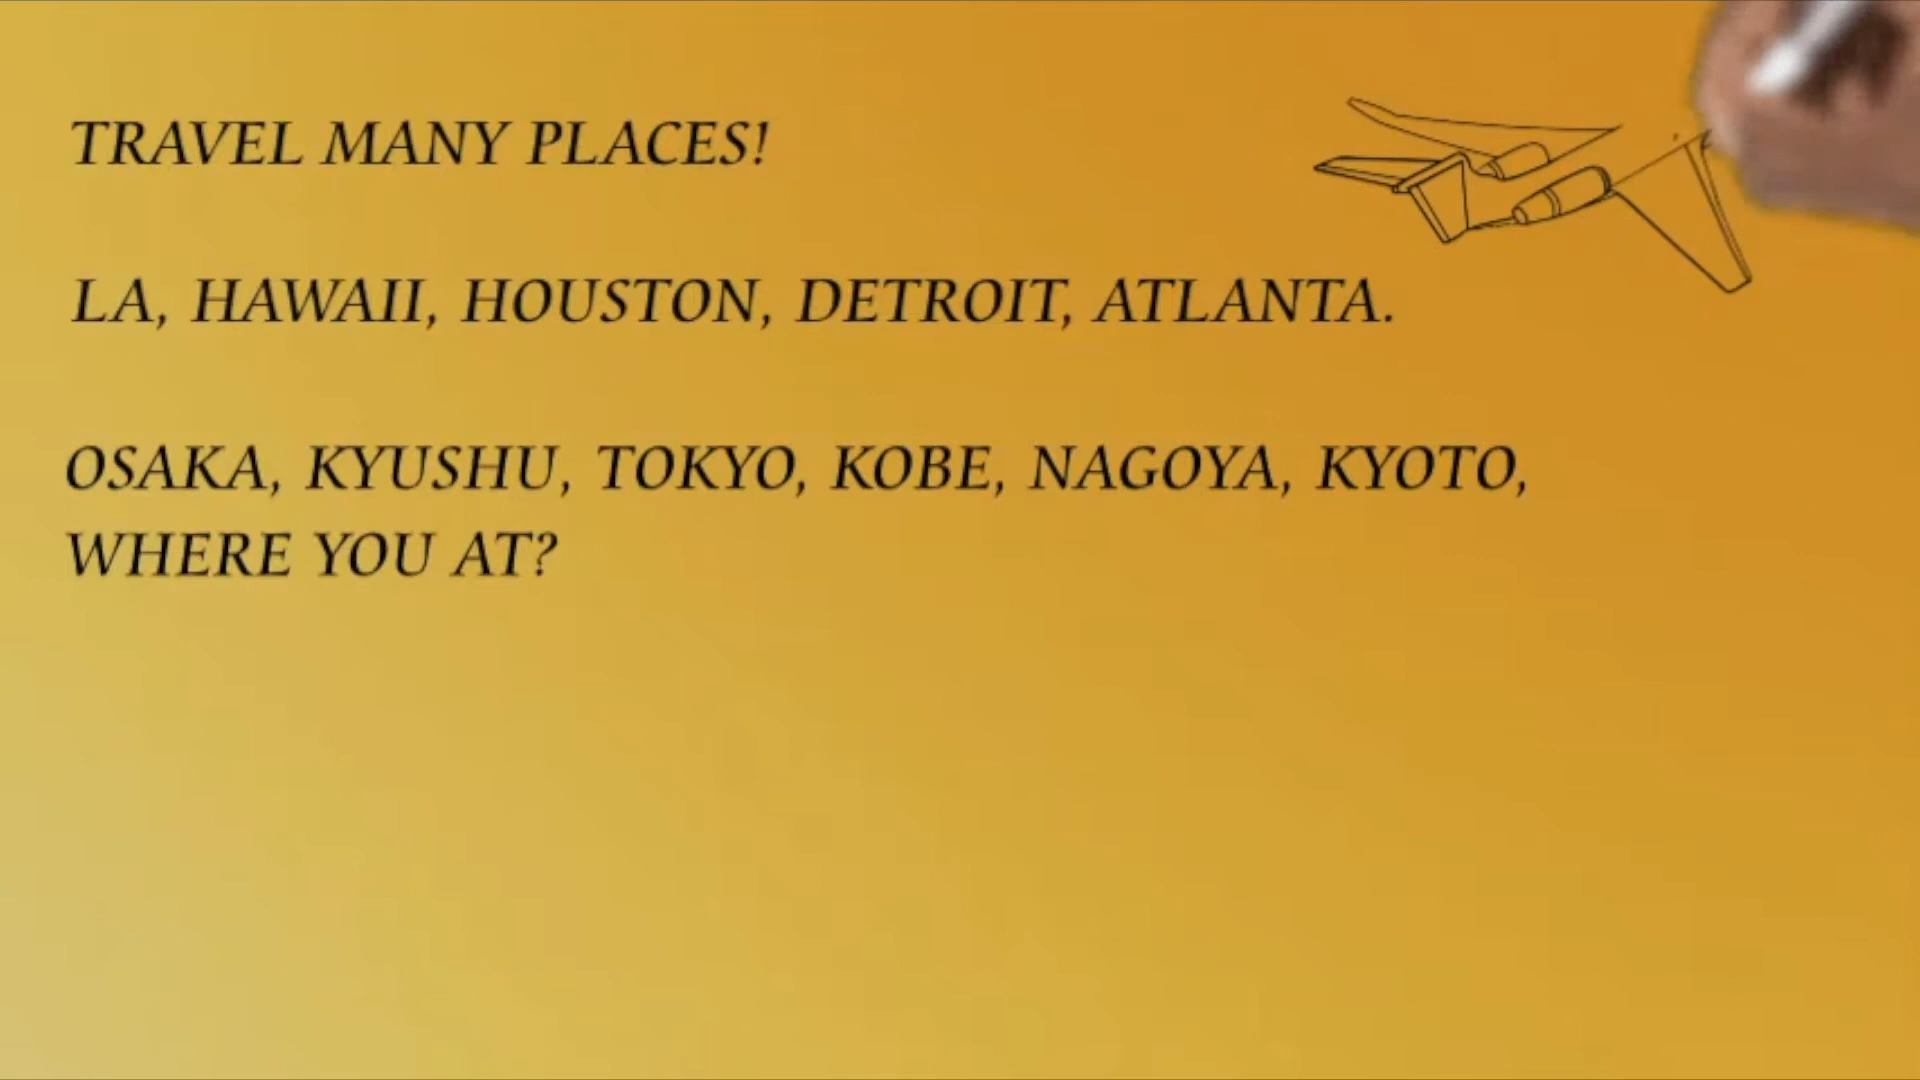 TRAVEL MANY PLACES!
LA, HAWAII, HOUSTON, DETROIT, ATLANTA.
OSAKA, KYUSHU, TOKYO, KOBE, NAGOYA, KYOTO,
WHERE YOU AT?